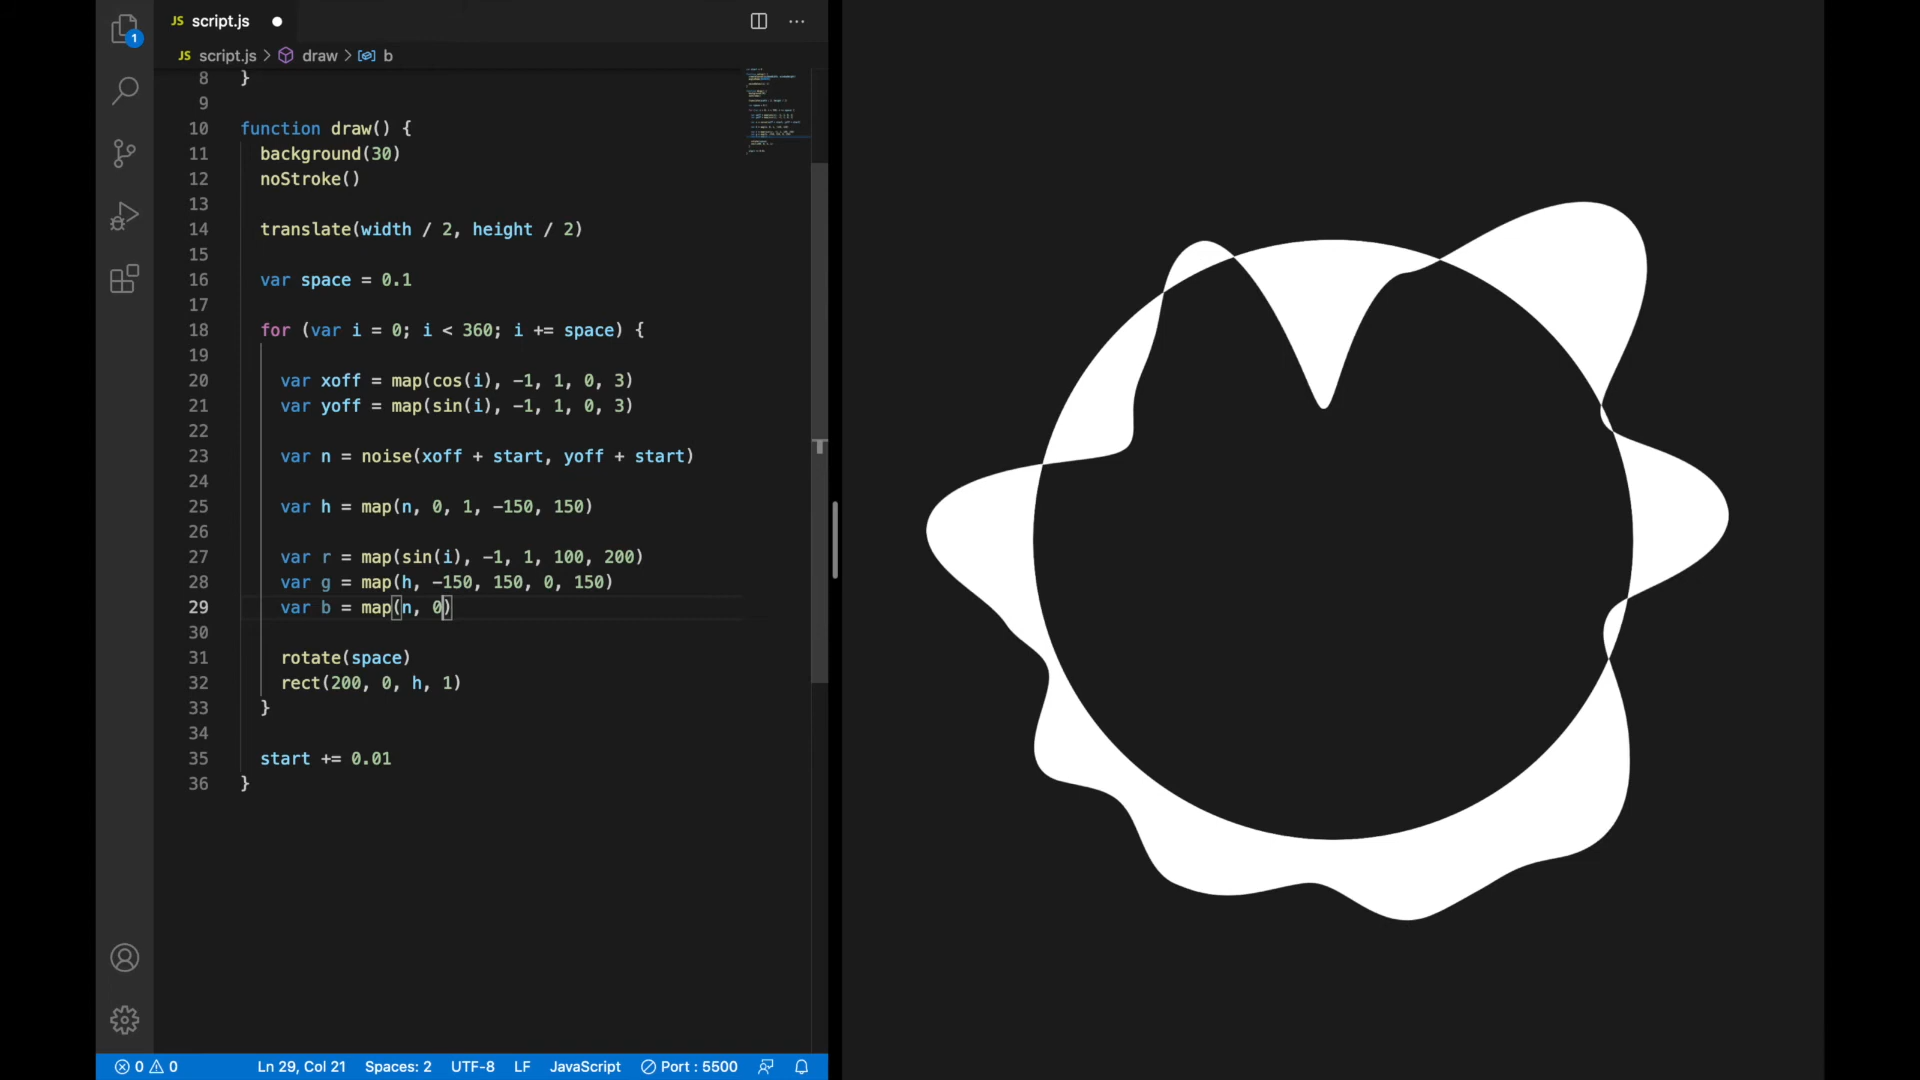 JS script.js
JS script.js > draw > b
1
8 }
9
10 function draw() {
11 background(30)
12 noStroke()
13
14 translate(width / 2, height / 2)
15
16 var space = 0.1
17
18 for (var i = 0; i < 360; i += space) {
19
20 var xoff = map(cos(i), -1, 1, 0, 3)
21 var yoff = map(sin(i), -1, 1, 0, 3)
22
23 var n = noise(xoff + start, yoff + start)
24
25 var h = map(n, 0, 1, -150, 150)
26
27 var r = map(sin(i), -1, 1, 100, 200)
28 var g = map(h, -150, 150, 0, 150)
29 var b = map(n, 0)
30
31 rotate(space)
32 rect(200, 0, h, 1)
33 }
34
35 start += 0.01
36 }
0 0 Ln 29, Col 21 Spaces: 2 UTF-8 LF JavaScript Port : 5500